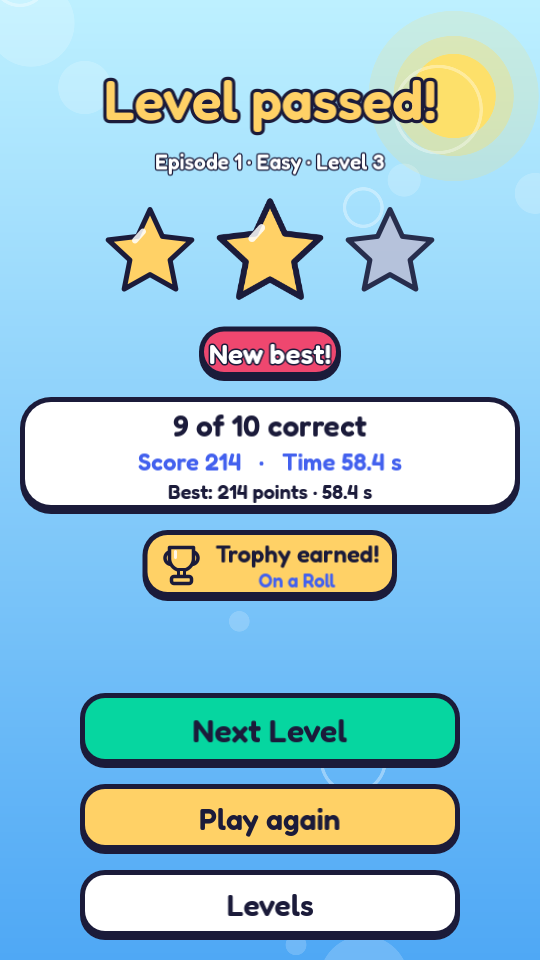 Level passed!
Episode 1 · Easy · Level 3
New best!
9 of 10 correct
Score 214 · Time 58.4 s
Best: 214 points · 58.4 s
Trophy earned!
On a Roll
Next Level
Play again
Levels